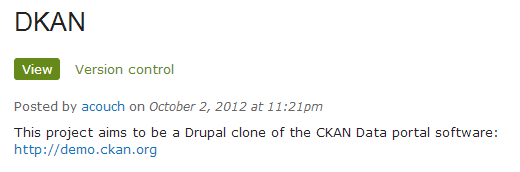 DKAN
View Version control
Posted by acouch on October 2, 2012 at 11:21pm
This project aims to be a Drupal clone of the CKAN Data portal software:
http://demo.ckan.org